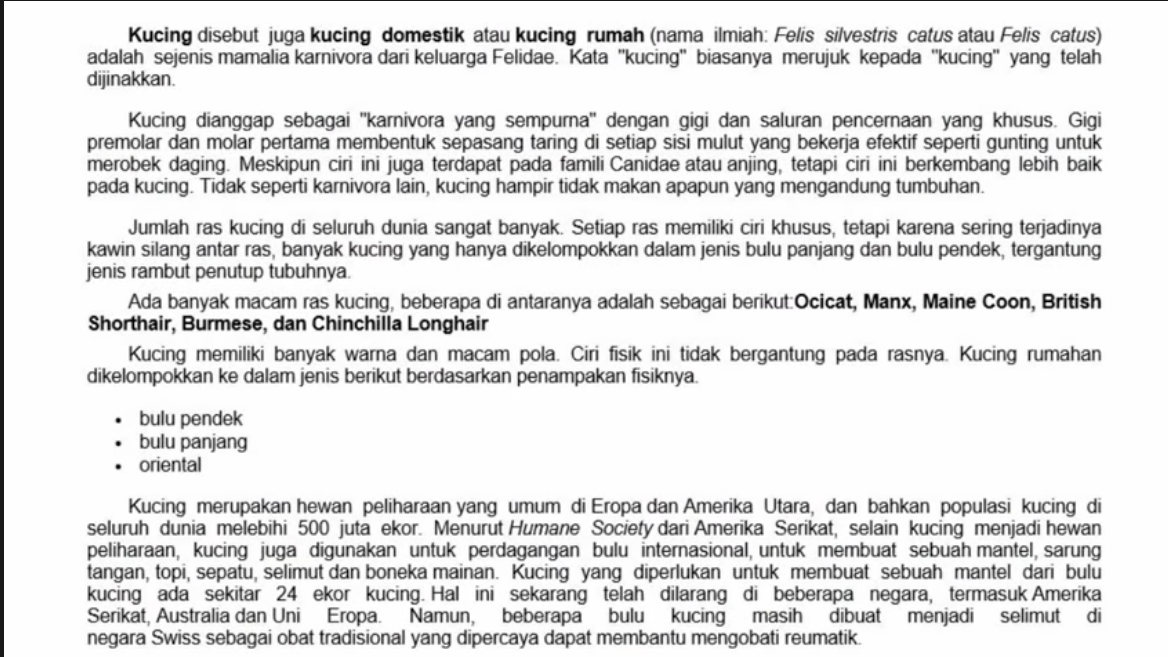 Kucing disebut juga kucing domestik atau kucing rumah (nama ilmiah: Felis silvestris catus atau Felis catus)
adalah sejenis mamalia karnivora dari keluarga Felidae. Kata "kucing" biasanya merujuk kepada "kucing" yang telah
dijinakkan.
Kucing dianggap sebagai "karnivora yang sempurna" dengan gigi dan saluran pencernaan yang khusus. Gigi
premolar dan molar pertama membentuk sepasang taring di setiap sisi mulut yang bekerja efektif seperti gunting untuk
merobek daging. Meskipun ciri ini juga terdapat pada famili Canidae atau anjing, tetapi ciri ini berkembang lebih baik
pada kucing. Tidak seperti karnivora lain, kucing hampir tidak makan apapun yang mengandung tumbuhan.
Jumlah ras kucing di seluruh dunia sangat banyak. Setiap ras memiliki ciri khusus, tetapi karena sering terjadinya
kawin silang antar ras, banyak kucing yang hanya dikelompokkan dalam jenis bulu panjang dan bulu pendek, tergantung
jenis rambut penutup tubuhnya.
Ada banyak macam ras kucing, beberapa di antaranya adalah sebagai berikut:Ocicat, Manx, Maine Coon, British
Shorthair, Burmese, dan Chinchilla Longhair
Kucing memiliki banyak warna dan macam pola. Ciri fisik ini tidak bergantung pada rasnya. Kucing rumahan
dikelompokkan ke dalam jenis berikut berdasarkan penampakan fisiknya.
• bulu pendek
• bulu panjang
• oriental
Kucing merupakan hewan peliharaan yang umum di Eropa dan Amerika Utara, dan bahkan populasi kucing di
seluruh dunia melebihi 500 juta ekor. Menurut Humane Society dari Amerika Serikat, selain kucing menjadi hewan
peliharaan, kucing juga digunakan untuk perdagangan bulu internasional, untuk membuat sebuah mantel, sarung
tangan, topi, sepatu, selimut dan boneka mainan. Kucing yang diperlukan untuk membuat sebuah mantel dari bulu
kucing ada sekitar 24 ekor kucing. Hal ini sekarang telah dilarang di beberapa negara, termasuk Amerika
Serikat, Australia dan Uni Eropa. Namun, beberapa bulu kucing masih dibuat menjadi selimut di
negara Swiss sebagai obat tradisional yang dipercaya dapat membantu mengobati reumatik.